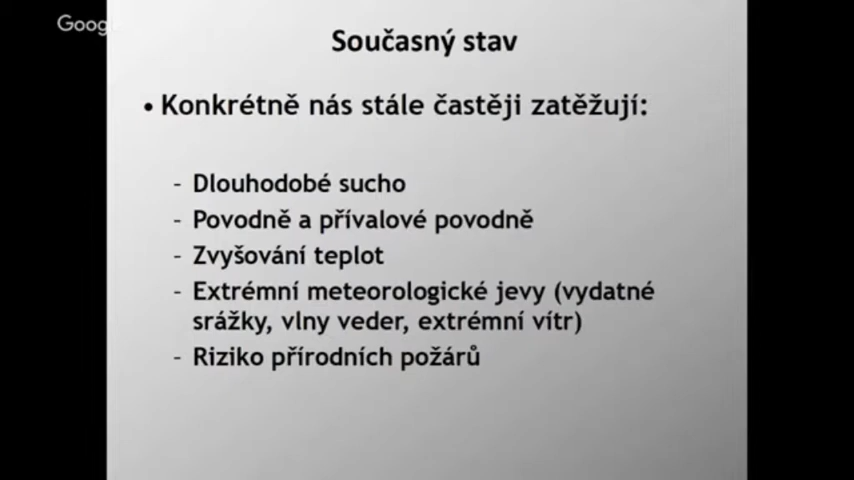 Současný stav
• Konkrétně nás stále častěji zatěžují:
- Dlouhodobé sucho
- Povodně a přívalové povodně
- Zvyšování teplot
- Extrémní meteorologické jevy (vydatné
srážky, vlny veder, extrémní vítr)
- Riziko přírodních požárů